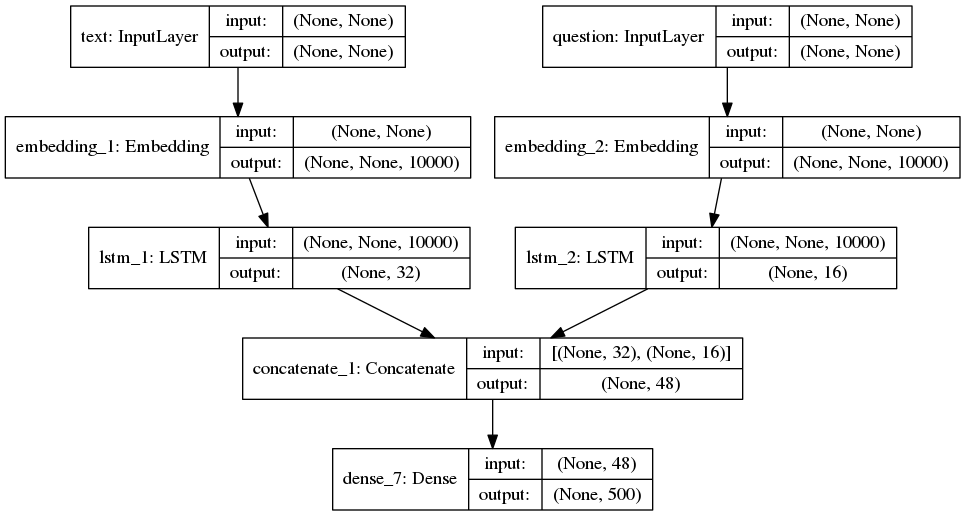 text: InputLayer
input: (None, None)
output: (None, None)
question: InputLayer
input: (None, None)
output: (None, None)
embedding_1: Embedding
input: (None, None)
output: (None, None, 10000)
embedding_2: Embedding
input: (None, None)
output: (None, None, 10000)
lstm_1: LSTM
input: (None, None, 10000)
output: (None, 32)
lstm_2: LSTM
input: (None, None, 10000)
output: (None, 16)
concatenate_1: Concatenate
input: [(None, 32), (None, 16)]
output: (None, 48)
dense_7: Dense
input: (None, 48)
output: (None, 500)